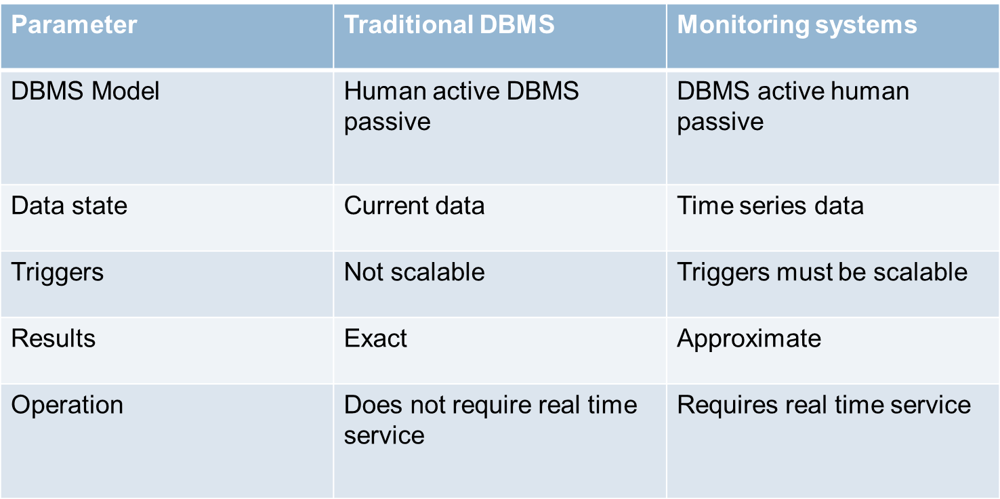 Parameter
Traditional DBMS
Monitoring systems
DBMS Model
Human active DBMS
passive
DBMS active human
passive
Data state
Current data
Time series data
Triggers
Not scalable
Triggers must be scalable
Results
Exact
Approximate
Operation
Does not require real time
service
Requires real time service